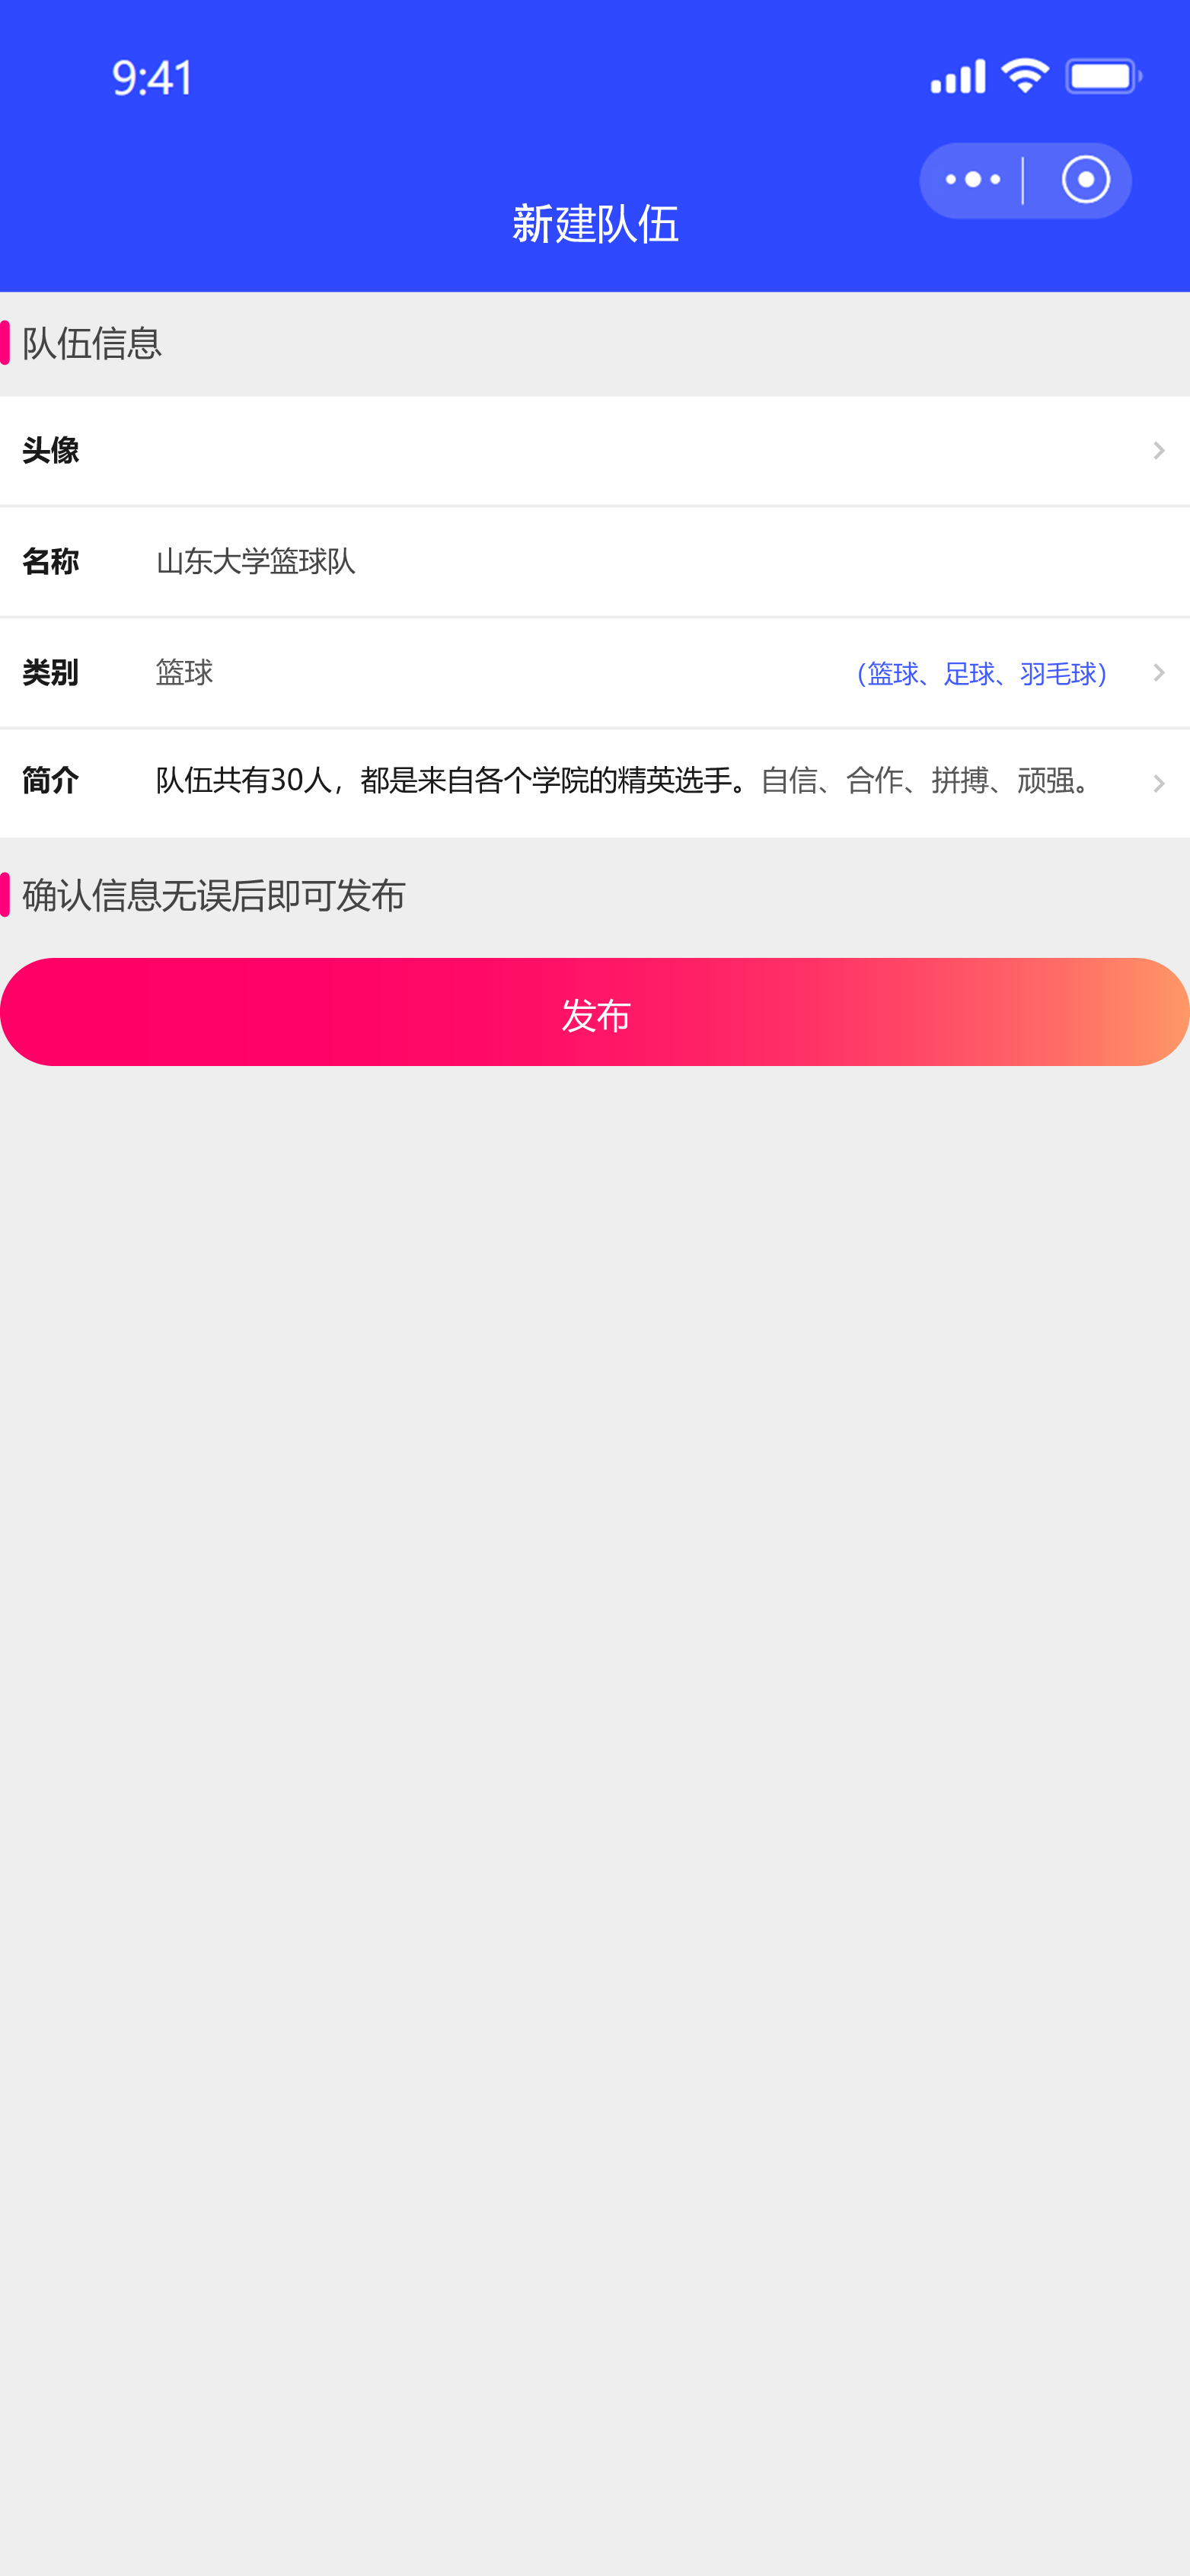 9:41
新建队伍
队伍信息
头像
名称 山东大学篮球队
类别 篮球 （篮球、足球、羽毛球）
简介 队伍共有30人，都是来自各个学院的精英选手。自信、合作、拼搏、顽强。
确认信息无误后即可发布
发布